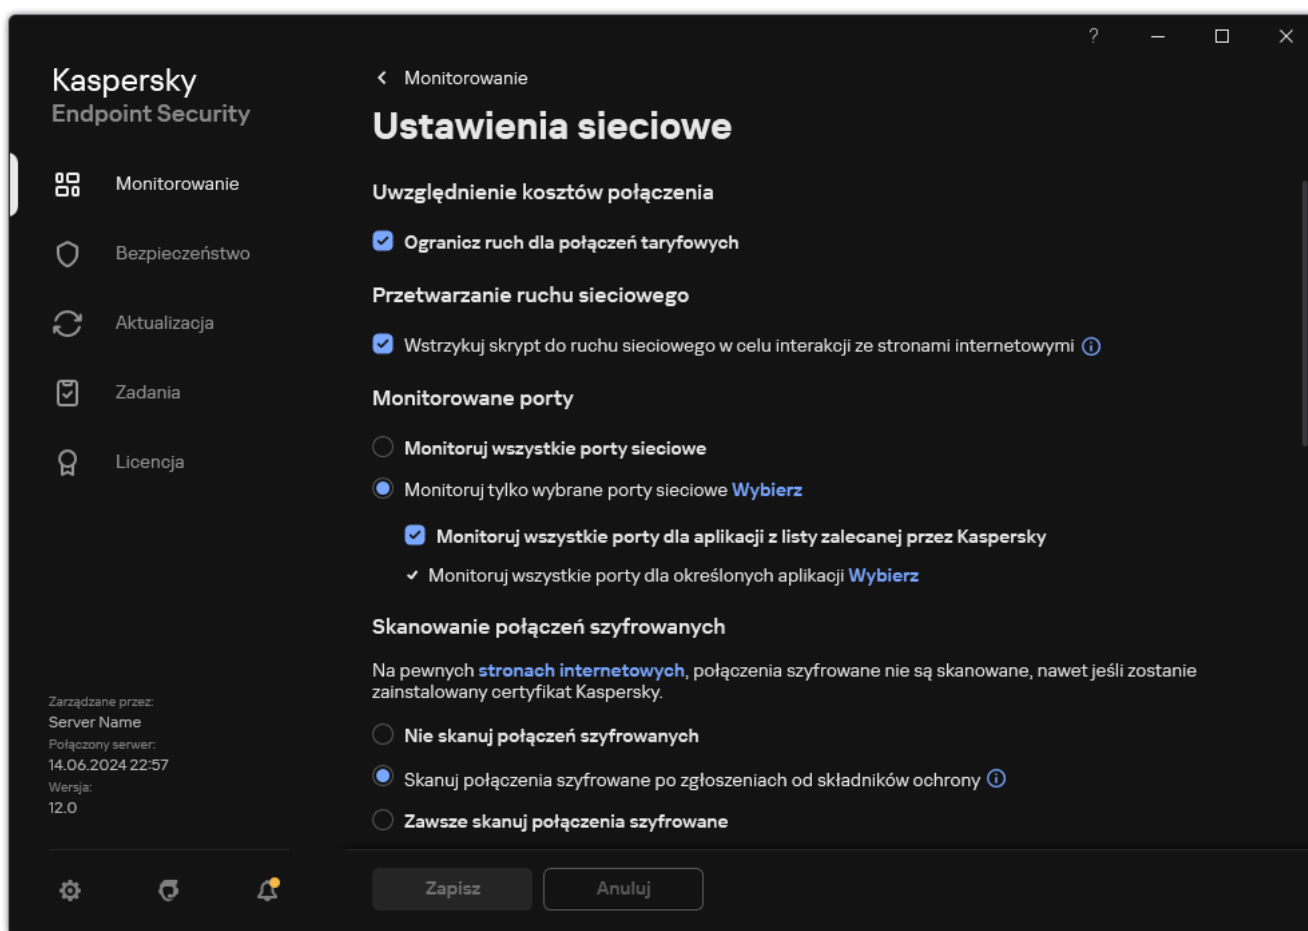 ?
Kaspersky
Endpoint Security
Monitorowanie
Bezpieczeństwo
Aktualizacja
Zadania
Licencja
Zarządzane przez:
Server Name
Połączony serwer:
14.06.2024 22:57
Wersja:
12.0
Monitorowanie
Ustawienia sieciowe
Uwzględnienie kosztów połączenia
Ogranicz ruch dla połączeń taryfowych
Przetwarzanie ruchu sieciowego
Wstrzykuj skrypt do ruchu sieciowego w celu interakcji ze stronami internetowymi
Monitorowane porty
Monitoruj wszystkie porty sieciowe
Monitoruj tylko wybrane porty sieciowe Wybierz
Monitoruj wszystkie porty dla aplikacji z listy zalecanej przez Kaspersky
Monitoruj wszystkie porty dla określonych aplikacji Wybierz
Skanowanie połączeń szyfrowanych
Na pewnych stronach internetowych, połączenia szyfrowane nie są skanowane, nawet jeśli zostanie
zainstalowany certyfikat Kaspersky.
Nie skanuj połączeń szyfrowanych
Skanuj połączenia szyfrowane po zgłoszeniach od składników ochrony
Zawsze skanuj połączenia szyfrowane
Zapisz
Anuluj